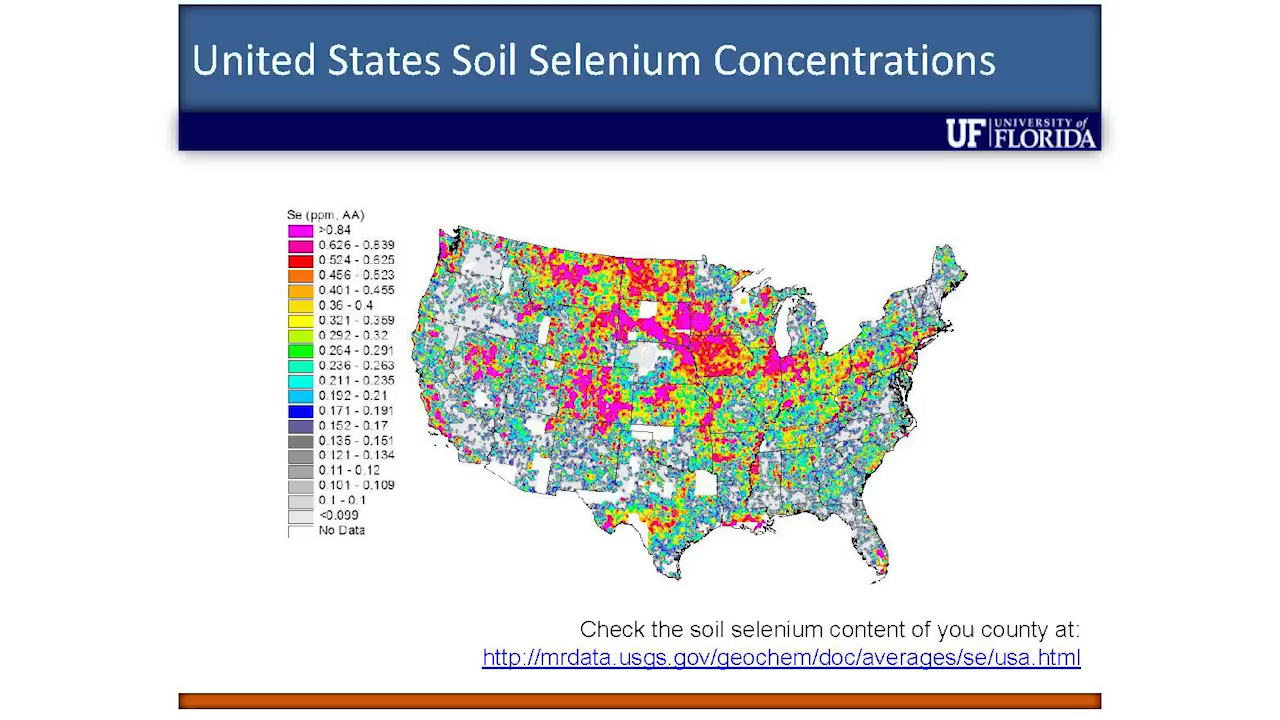 United States Soil Selenium Concentrations
UF UNIVERSITY of
FLORIDA
Se (ppm, AA)
>0.84
0.626 - 0.839
0.524 - 0.625
0.456 - 0.523
0.401 - 0.455
0.36 - 0.4
0.321 - 0.359
0.292 - 0.32
0.264 - 0.291
0.236 - 0.263
0.211 - 0.235
0.192 - 0.21
0.171 - 0.191
0.152 - 0.17
0.135 - 0.151
0.121 - 0.134
0.11 - 0.12
0.101 - 0.109
0.1 - 0.1
<0.099
No Data
Check the soil selenium content of you county at:
http://mrdata.usgs.gov/geochem/doc/averages/se/usa.html